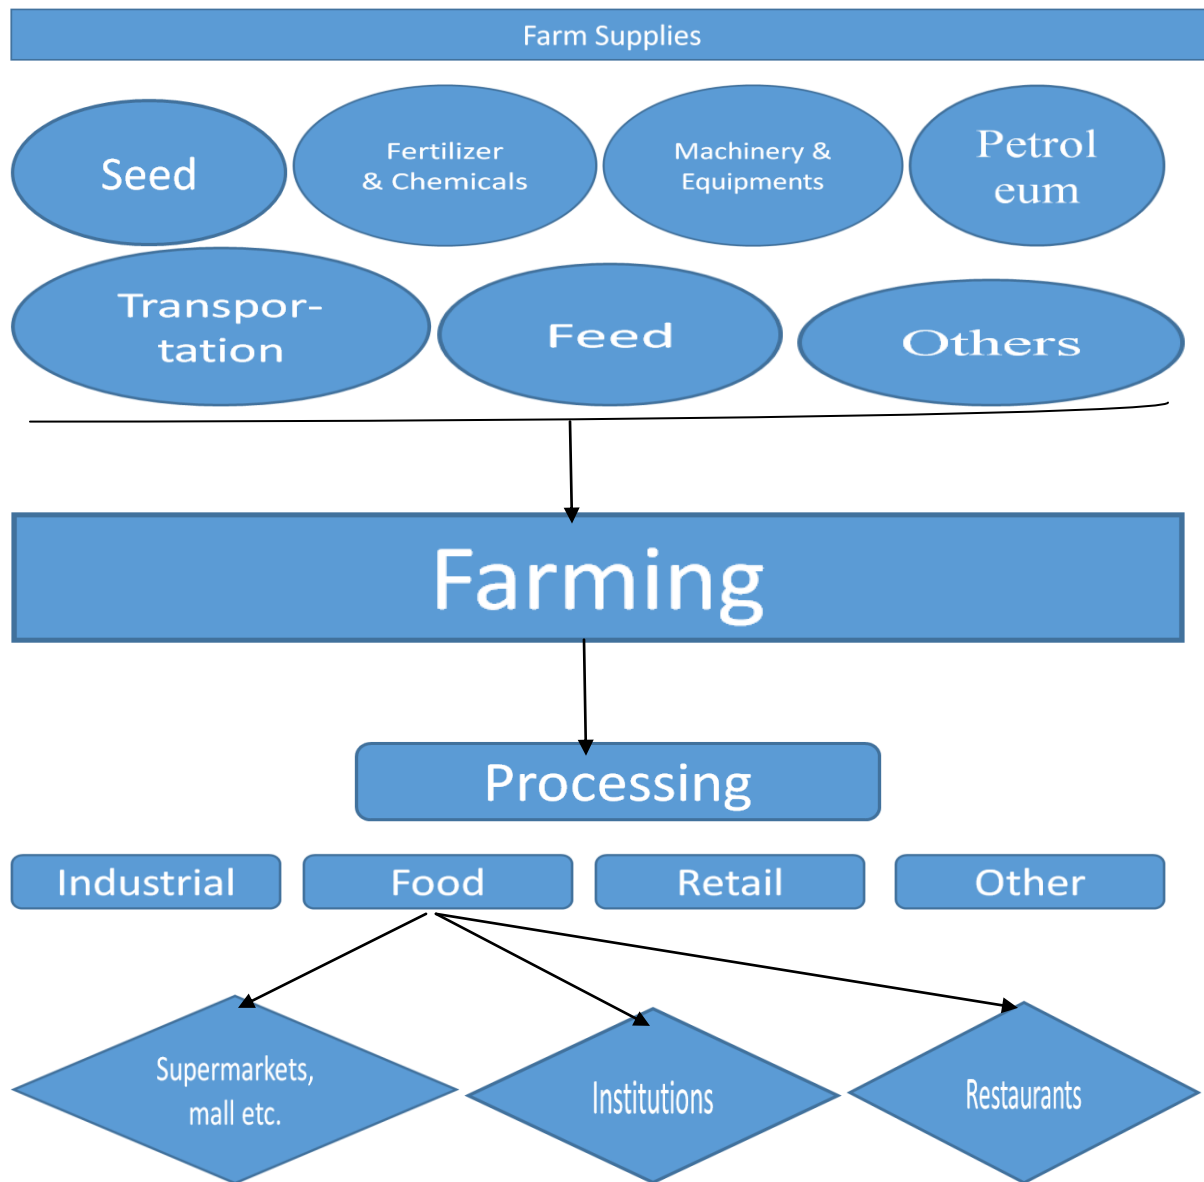 Farm Supplies
Seed
Fertilizer
& Chemicals
Machinery &
Equipments
Petrol
eum
Transpor-
tation
Feed
Others
Farming
Processing
Industrial
Food
Retail
Other
Supermarkets,
mall etc.
Institutions
Restaurants